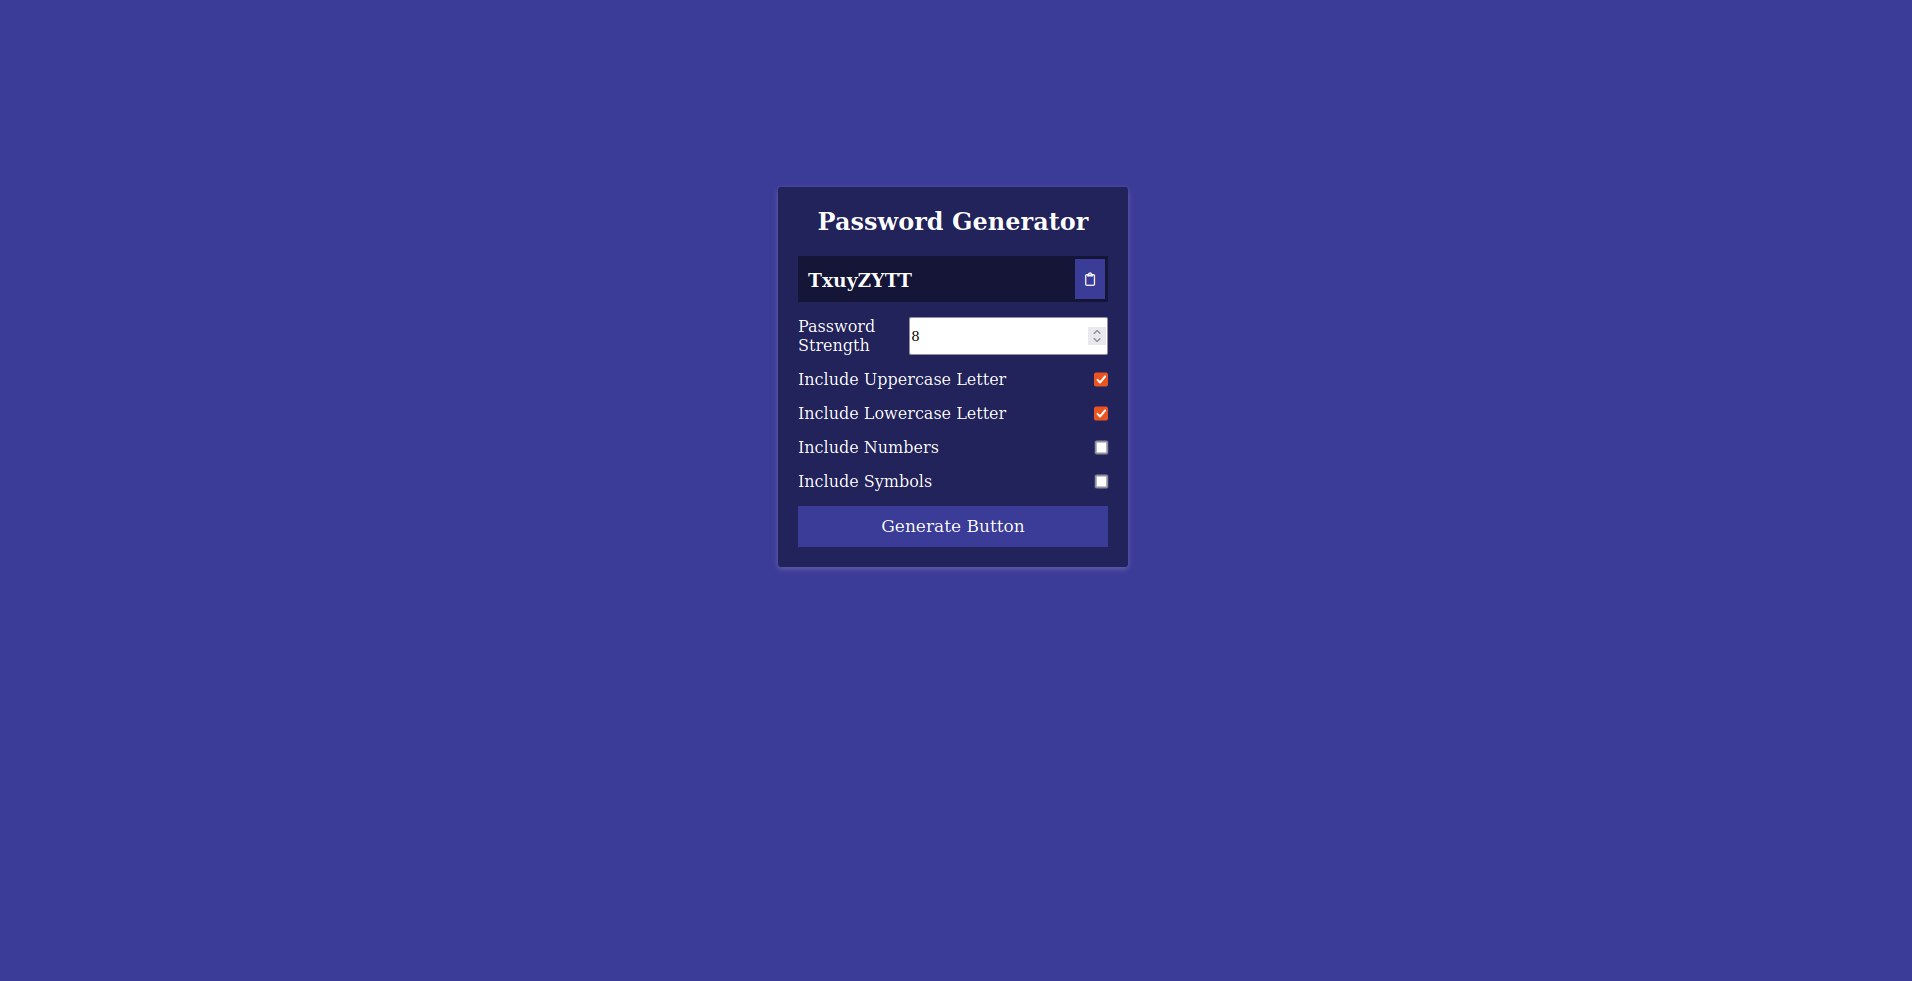 Password Generator
TxuyZYTT
Password
Strength
8
Include Uppercase Letter
Include Lowercase Letter
Include Numbers
Include Symbols
Generate Button